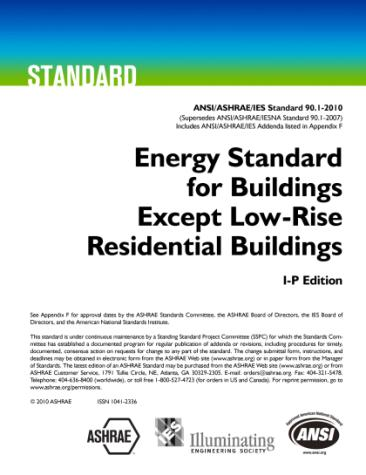 STANDARD
ANSI/ASHRAE/IES Standard 90.1-2010
(Supersedes ANSI/ASHRAE/IESNA Standard 90.1-2007)
Includes ANSI/ASHRAE/IES Addenda listed in Appendix F
Energy Standard
for Buildings
Except Low-Rise
Residential Buildings
I-P Edition
See Appendix F for approval dates by the ASHRAE Standards Committee, the ASHRAE Board of Directors, the IES Board of
Directors, and the American National Standards Institute.
This standard is under continuous maintenance by a Standing Standard Project Committee (SSPC) for which the Standards Com-
mittee has established a documented program for regular publication of addenda or revisions, including procedures for timely,
documented, consensus action on requests for change to any part of the standard. The change submittal form, instructions, and
deadlines may be obtained in electronic form from the ASHRAE Web site (www.ashrae.org) or in paper form from the Manager
of Standards. The latest edition of an ASHRAE Standard may be purchased from the ASHRAE Web site (www.ashrae.org) or from
ASHRAE Customer Service, 1791 Tullie Circle, NE, Atlanta, GA 30329-2305. E-mail: orders@ashrae.org. Fax: 404-321-5478.
Telephone: 404-636-8400 (worldwide), or toll free 1-800-527-4723 (for orders in US and Canada). For reprint permission, go to
www.ashrae.org/permissions.
© 2010 ASHRAE ISSN 1041-2336
ASHRAE
IES
Illuminating
ENGINEERING SOCIETY
Approved American National Standard
ANSI
www.ansi.org